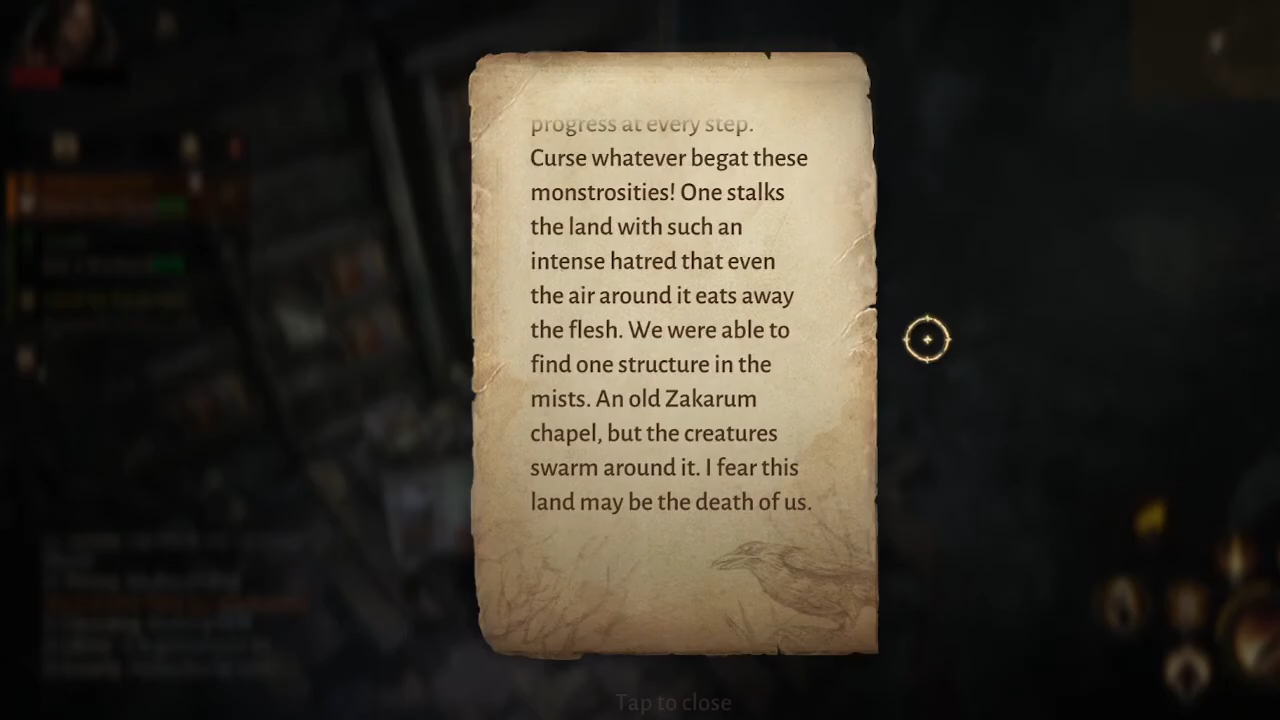 progress at every step.
Curse whatever begat these
monstrosities! One stalks
the land with such an
intense hatred that even
the air around it eats away
the flesh. We were able to
find one structure in the
mists. An old Zakarum
chapel, but the creatures
swarm around it. I fear this
land may be the death of us.
Tap to close